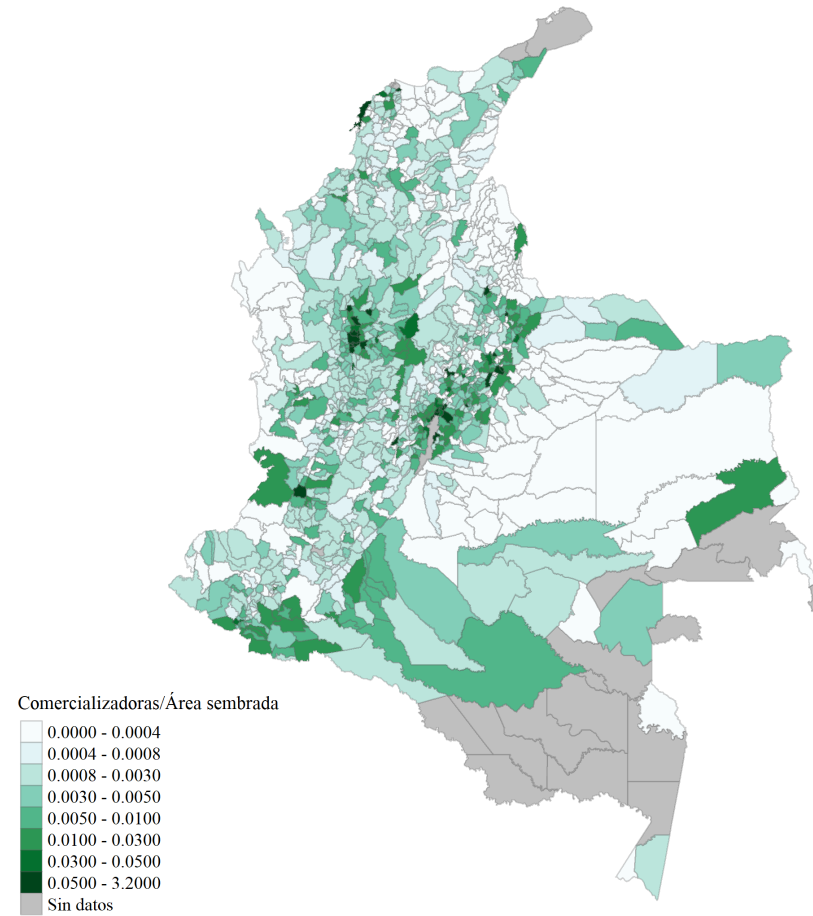 Comercializadoras/Área sembrada
0.0000 - 0.0004
0.0004 - 0.0008
0.0008 - 0.0030
0.0030 - 0.0050
0.0050 - 0.0100
0.0100 - 0.0300
0.0300 - 0.0500
0.0500 - 3.2000
Sin datos